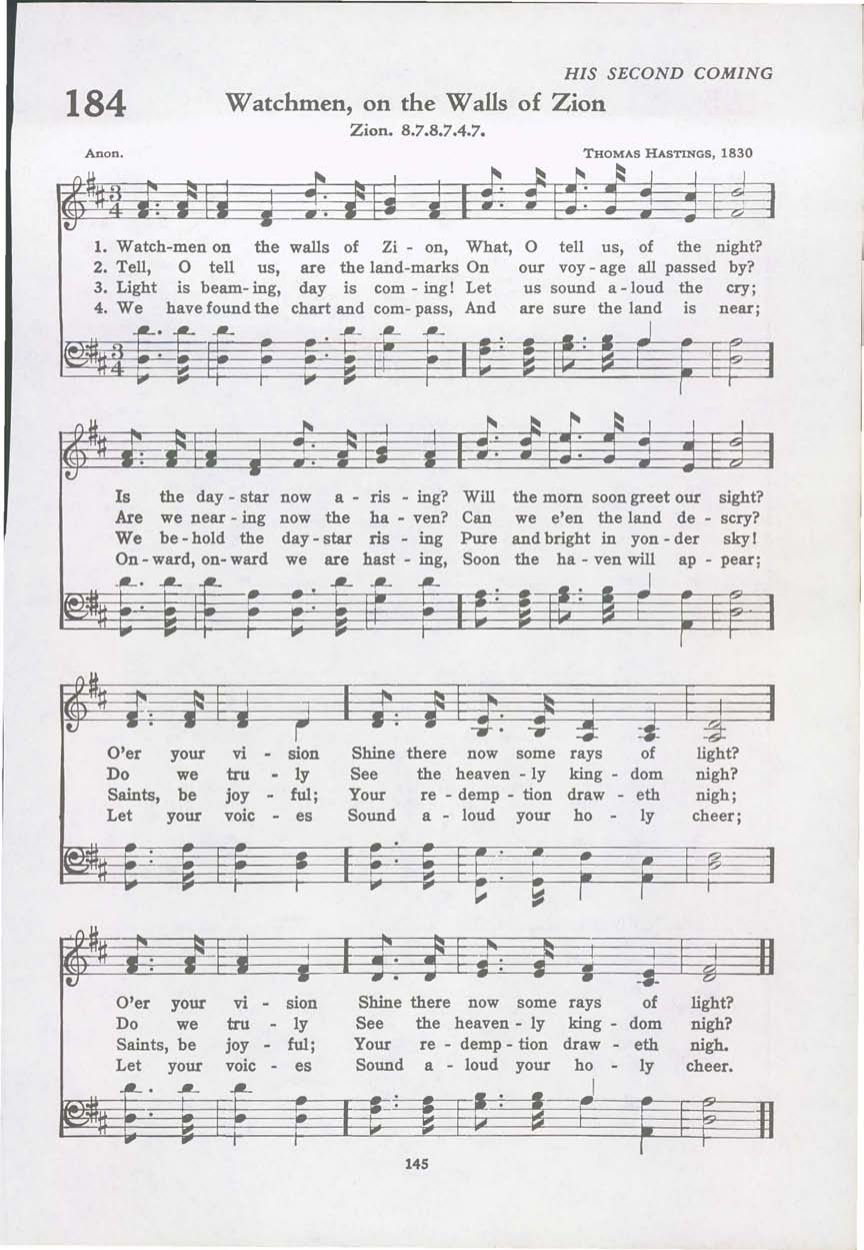 HIS SECOND COMING
184 Watchmen, on the Walls of Zion
Zion. 8.7.8.7.4.7.
Anon. THOMAS HASTINGS, 1830
1. Watch-men on the walls of Zi - on, What, O tell us, of the night?
2. Tell, O tell us, are the land-marks On our voy - age all passed by?
3. Light is beam - ing, day is com - ing! Let us sound a - loud the cry;
4. We have found the chart and com - pass, And are sure the land is near;
Is the day - star now a - ris - ing? Will the morn soon greet our sight?
Are we near - ing now the ha - ven? Can we e'en the land de - scry?
We be - hold the day - star ris - ing Pure and bright in yon - der sky!
On - ward, on - ward we are hast - ing, Soon the ha - ven will ap - pear;
O'er your vi - sion Shine there now some rays of light?
Do we tru - ly See the heaven - ly king - dom nigh?
Saints, be joy - ful; Your re - demp - tion draw - eth nigh;
Let your voic - es Sound a - loud your ho - ly cheer;
O'er your vi - sion Shine there now some rays of light?
Do we tru - ly See the heaven - ly king - dom nigh?
Saints, be joy - ful; Your re - demp - tion draw - eth nigh.
Let your voic - es Sound a - loud your ho - ly cheer.
145